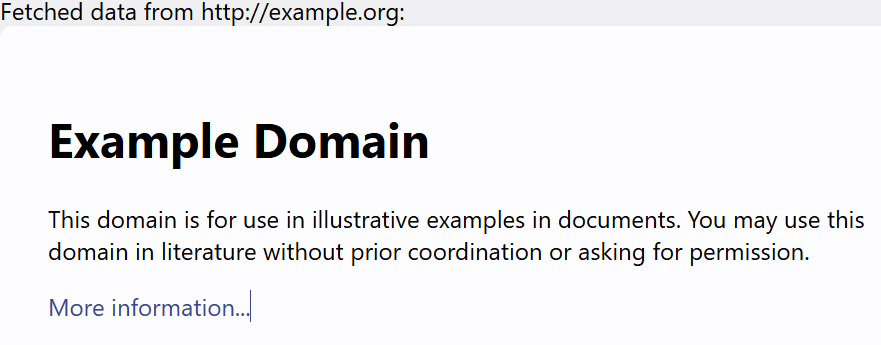 Fetched data from http://example.org:
Example Domain
This domain is for use in illustrative examples in documents. You may use this
domain in literature without prior coordination or asking for permission.
More information...